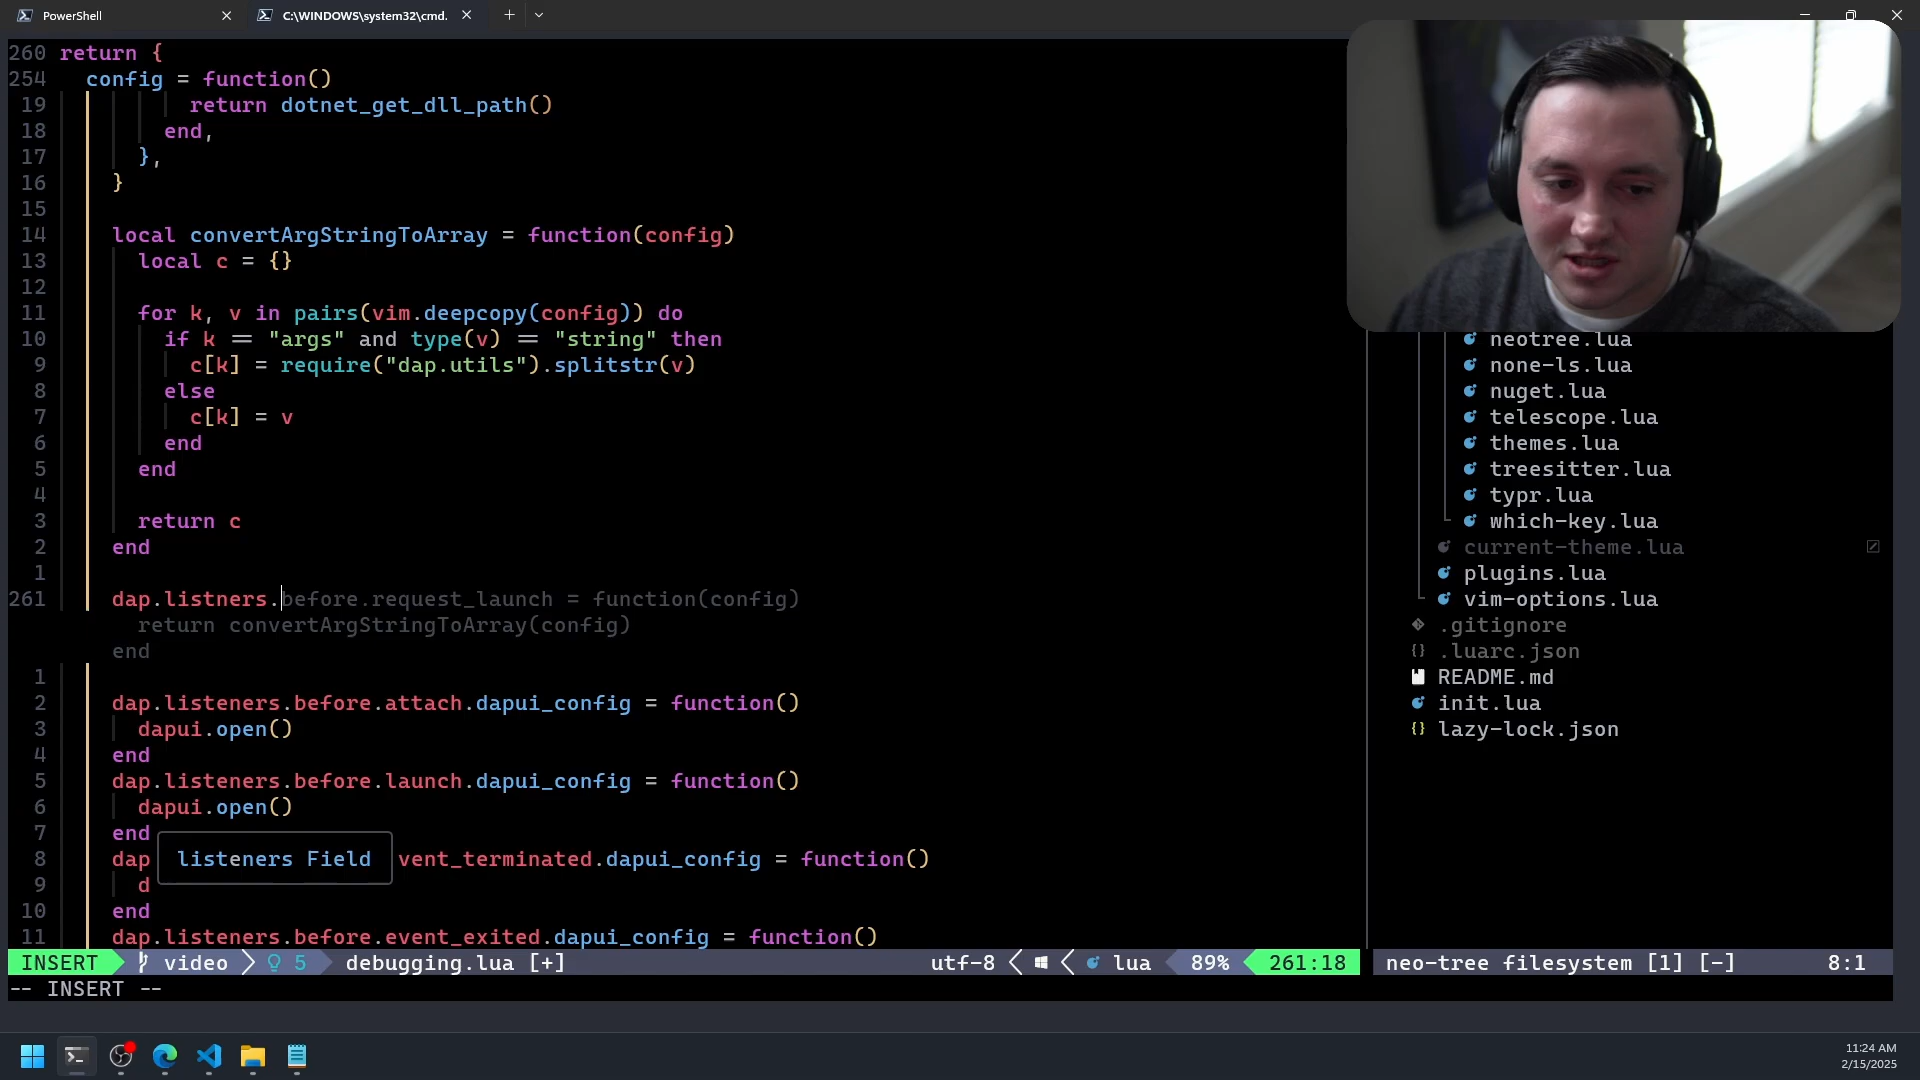 PowerShell
C:\WINDOWS\system32\cmd.
260 return {
254 config = function()
19 return dotnet_get_dll_path()
18 end,
17 },
16 }
15
14 local convertArgStringToArray = function(config)
13 local c = {}
12
11 for k, v in pairs(vim.deepcopy(config)) do
10 if k == "args" and type(v) == "string" then
9 c[k] = require("dap.utils").splitstr(v)
8 else
7 c[k] = v
6 end
5 end
4
3 return c
2 end
1
261 dap.listners.before.request_launch = function(config)
return convertArgStringToArray(config)
end
1
2 dap.listeners.before.attach.dapui_config = function()
3 dapui.open()
4 end
5 dap.listeners.before.launch.dapui_config = function()
6 dapui.open()
7 end
8 dap listeners Field vent_terminated.dapui_config = function()
9 d
10 end
11 dap.listeners.before.event_exited.dapui_config = function()
neotree.lua
none-ls.lua
nuget.lua
telescope.lua
themes.lua
treesitter.lua
typr.lua
which-key.lua
current-theme.lua
plugins.lua
vim-options.lua
.gitignore
.luarc.json
README.md
init.lua
lazy-lock.json
INSERT video 5 debugging.lua [+] utf-8 lua 89% 261:18
neo-tree filesystem [1] [-] 8:1
-- INSERT --
11:24 AM
2/15/2025